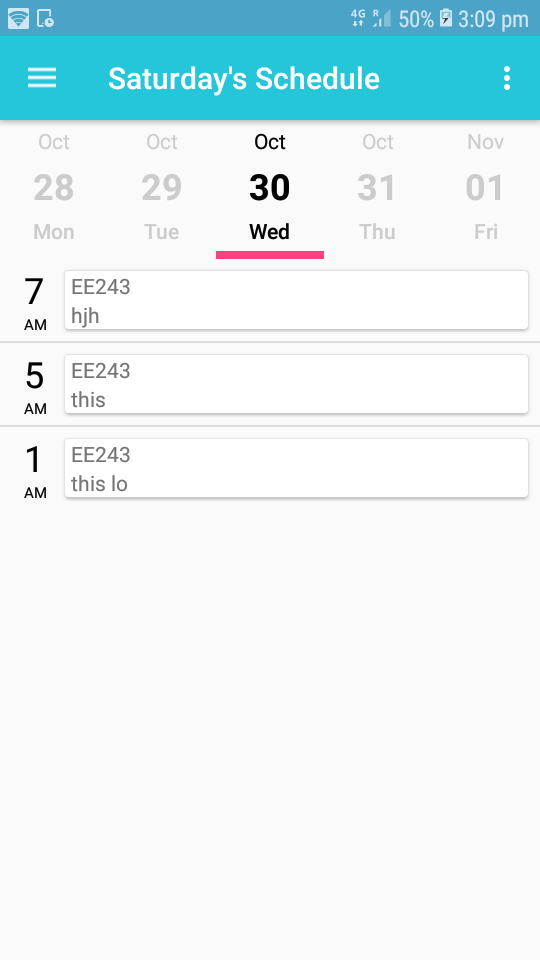 4G R 50% 3:09 pm
Saturday's Schedule
Oct Oct Oct Oct Nov
28 29 30 31 01
Mon Tue Wed Thu Fri
7 AM
EE243
hjh
5 AM
EE243
this
1 AM
EE243
this lo